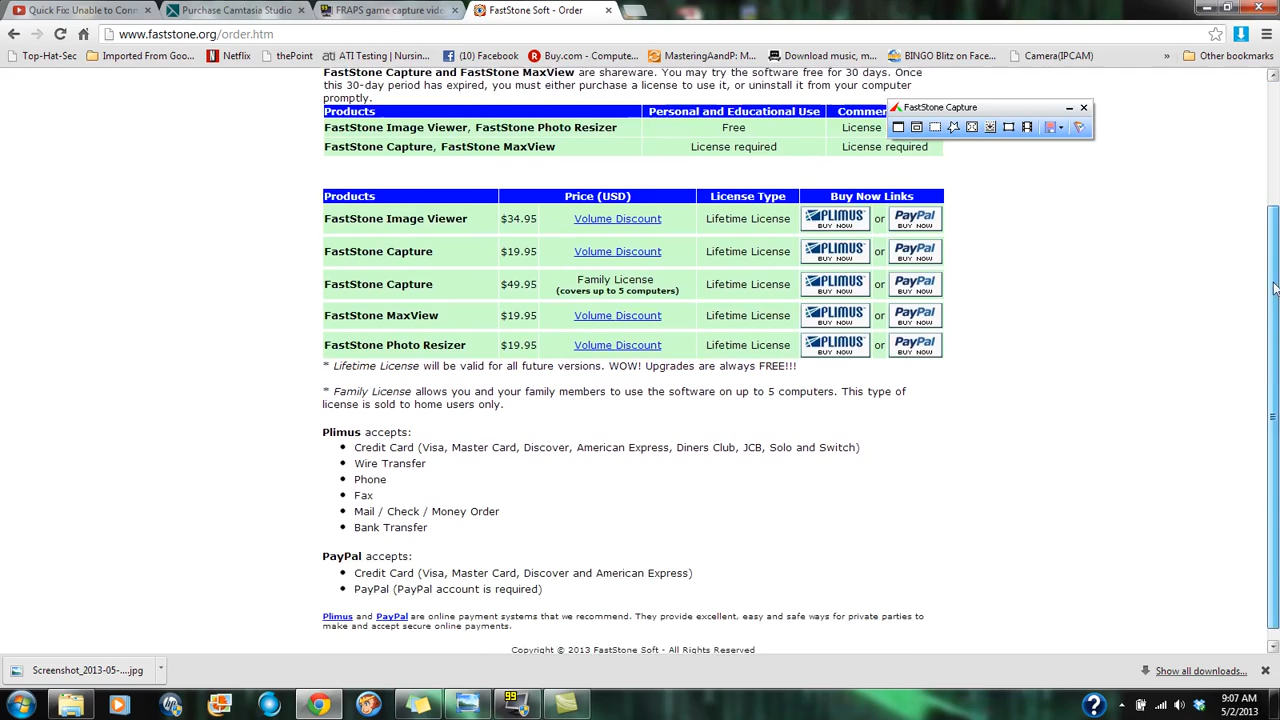 Quick Fix: Unable to Conn
Purchase Camtasia Studio
FRAPS game capture vide
FastStone Soft - Order
www.faststone.org/order.htm
Top-Hat-Ser
Imported From Goo...
Netflix
thePoint
ATI Testing | Nursin...
(0) Facebook
Buy.com - Compute...
MasteringAandP: M...
Download music, m...
BINGO Blitz on Face...
Camera(IPCAM)
»
Other bookmarks
FastStone Capture and FastStone MaxView are shareware. You may try the software free for 30 days. Once
this 30-day period has expired, you must either purchase a license to use it, or uninstall it from your computer
promptly.
FastStone Capture
Products Personal and Educational Use Commer
FastStone Image Viewer, FastStone Photo Resizer Free License
FastStone Capture, FastStone MaxView License required License required
Products Price (USD) License Type Buy Now Links
FastStone Image Viewer $34.95 Volume Discount Lifetime License PLIMUS BUY NOW or PayPal BUY NOW
FastStone Capture $19.95 Volume Discount Lifetime License PLIMUS BUY NOW or PayPal BUY NOW
FastStone Capture $49.95 Family License (covers up to 5 computers) Lifetime License PLIMUS BUY NOW or PayPal BUY NOW
FastStone MaxView $19.95 Volume Discount Lifetime License PLIMUS BUY NOW or PayPal BUY NOW
FastStone Photo Resizer $19.95 Volume Discount Lifetime License PLIMUS BUY NOW or PayPal BUY NOW
* Lifetime License will be valid for all future versions. WOW! Upgrades are always FREE!!!
* Family License allows you and your family members to use the software on up to 5 computers. This type of
license is sold to home users only.
Plimus accepts:
• Credit Card (Visa, Master Card, Discover, American Express, Diners Club, JCB, Solo and Switch)
• Wire Transfer
• Phone
• Fax
• Mail / Check / Money Order
• Bank Transfer
PayPal accepts:
• Credit Card (Visa, Master Card, Discover and American Express)
• PayPal (PayPal account is required)
Plimus and PayPal are online payment systems that we recommend. They provide excellent, easy and safe ways for private parties to
make and accept secure online payments.
Copyright © 2013 FastStone Soft - All Rights Reserved
Screenshot_2013-05-....jpg
Show all downloads...
99
9:07 AM
5/2/2013